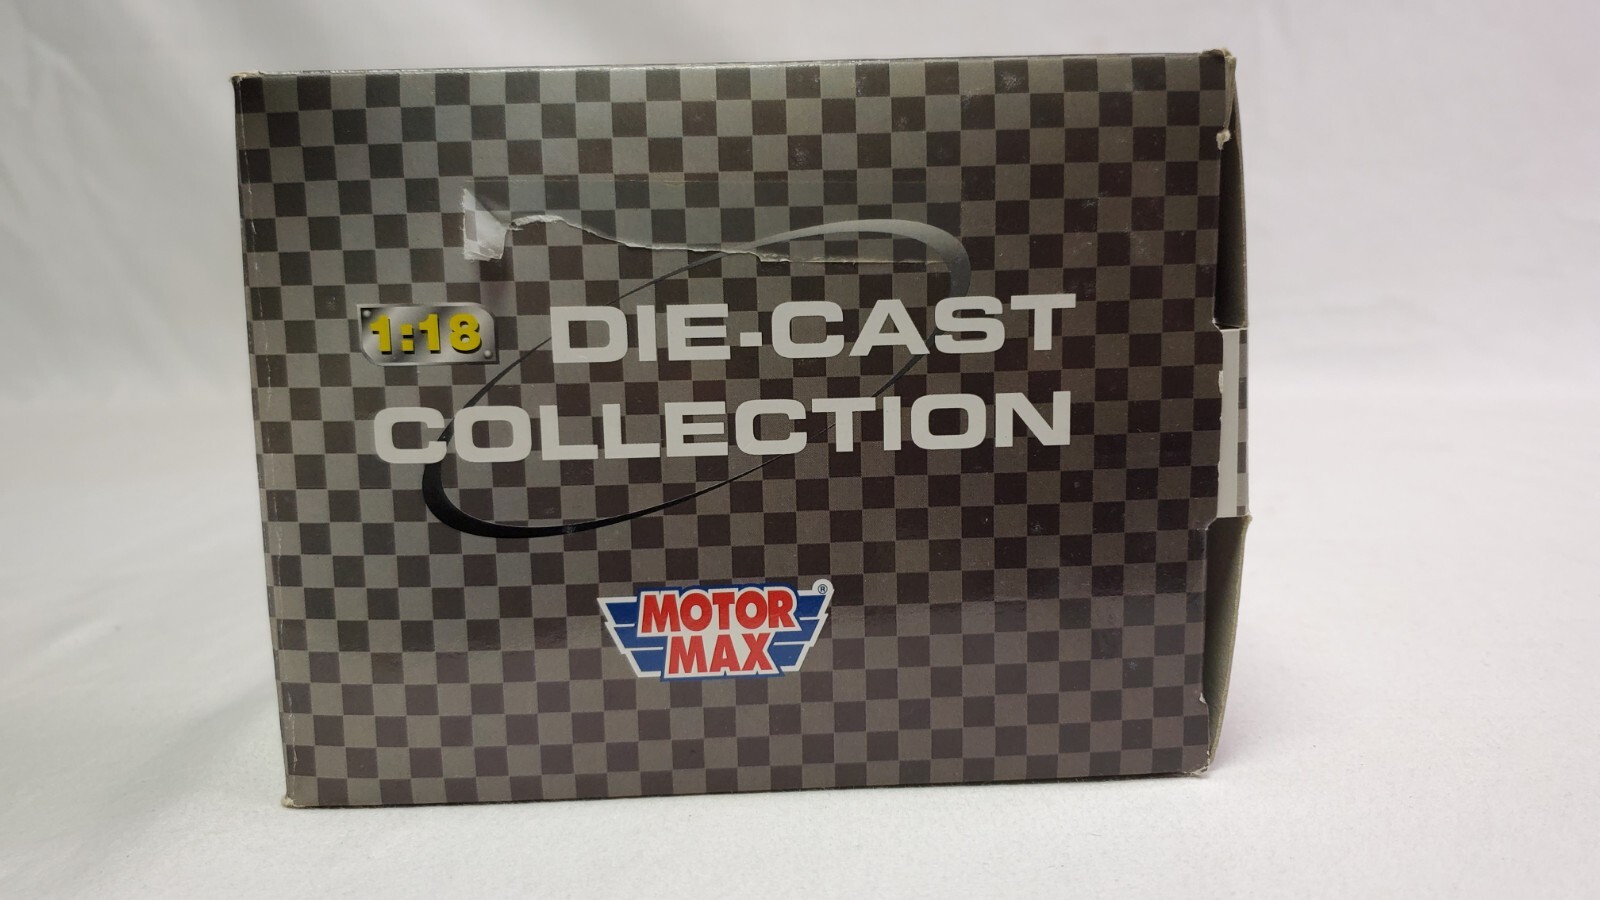 1:18 DIE-CAST
COLLECTION
MOTOR
MAX
®